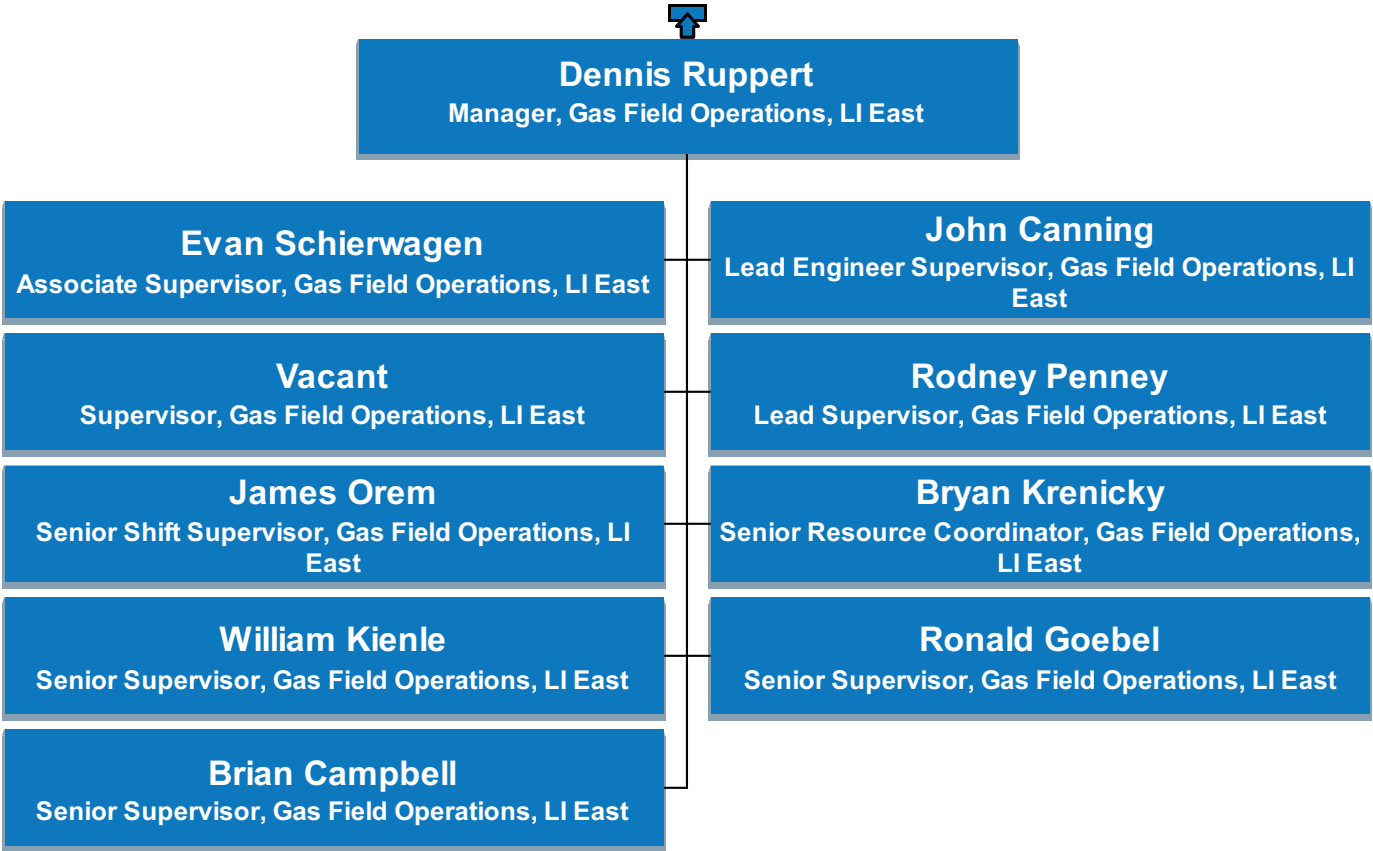 Dennis Ruppert
Manager, Gas Field Operations, LI East
Evan Schierwagen
Associate Supervisor, Gas Field Operations, LI East
John Canning
Lead Engineer Supervisor, Gas Field Operations, LI
East
Vacant
Supervisor, Gas Field Operations, LI East
Rodney Penney
Lead Supervisor, Gas Field Operations, LI East
James Orem
Senior Shift Supervisor, Gas Field Operations, LI
East
Bryan Krenicky
Senior Resource Coordinator, Gas Field Operations,
LI East
William Kienle
Senior Supervisor, Gas Field Operations, LI East
Ronald Goebel
Senior Supervisor, Gas Field Operations, LI East
Brian Campbell
Senior Supervisor, Gas Field Operations, LI East